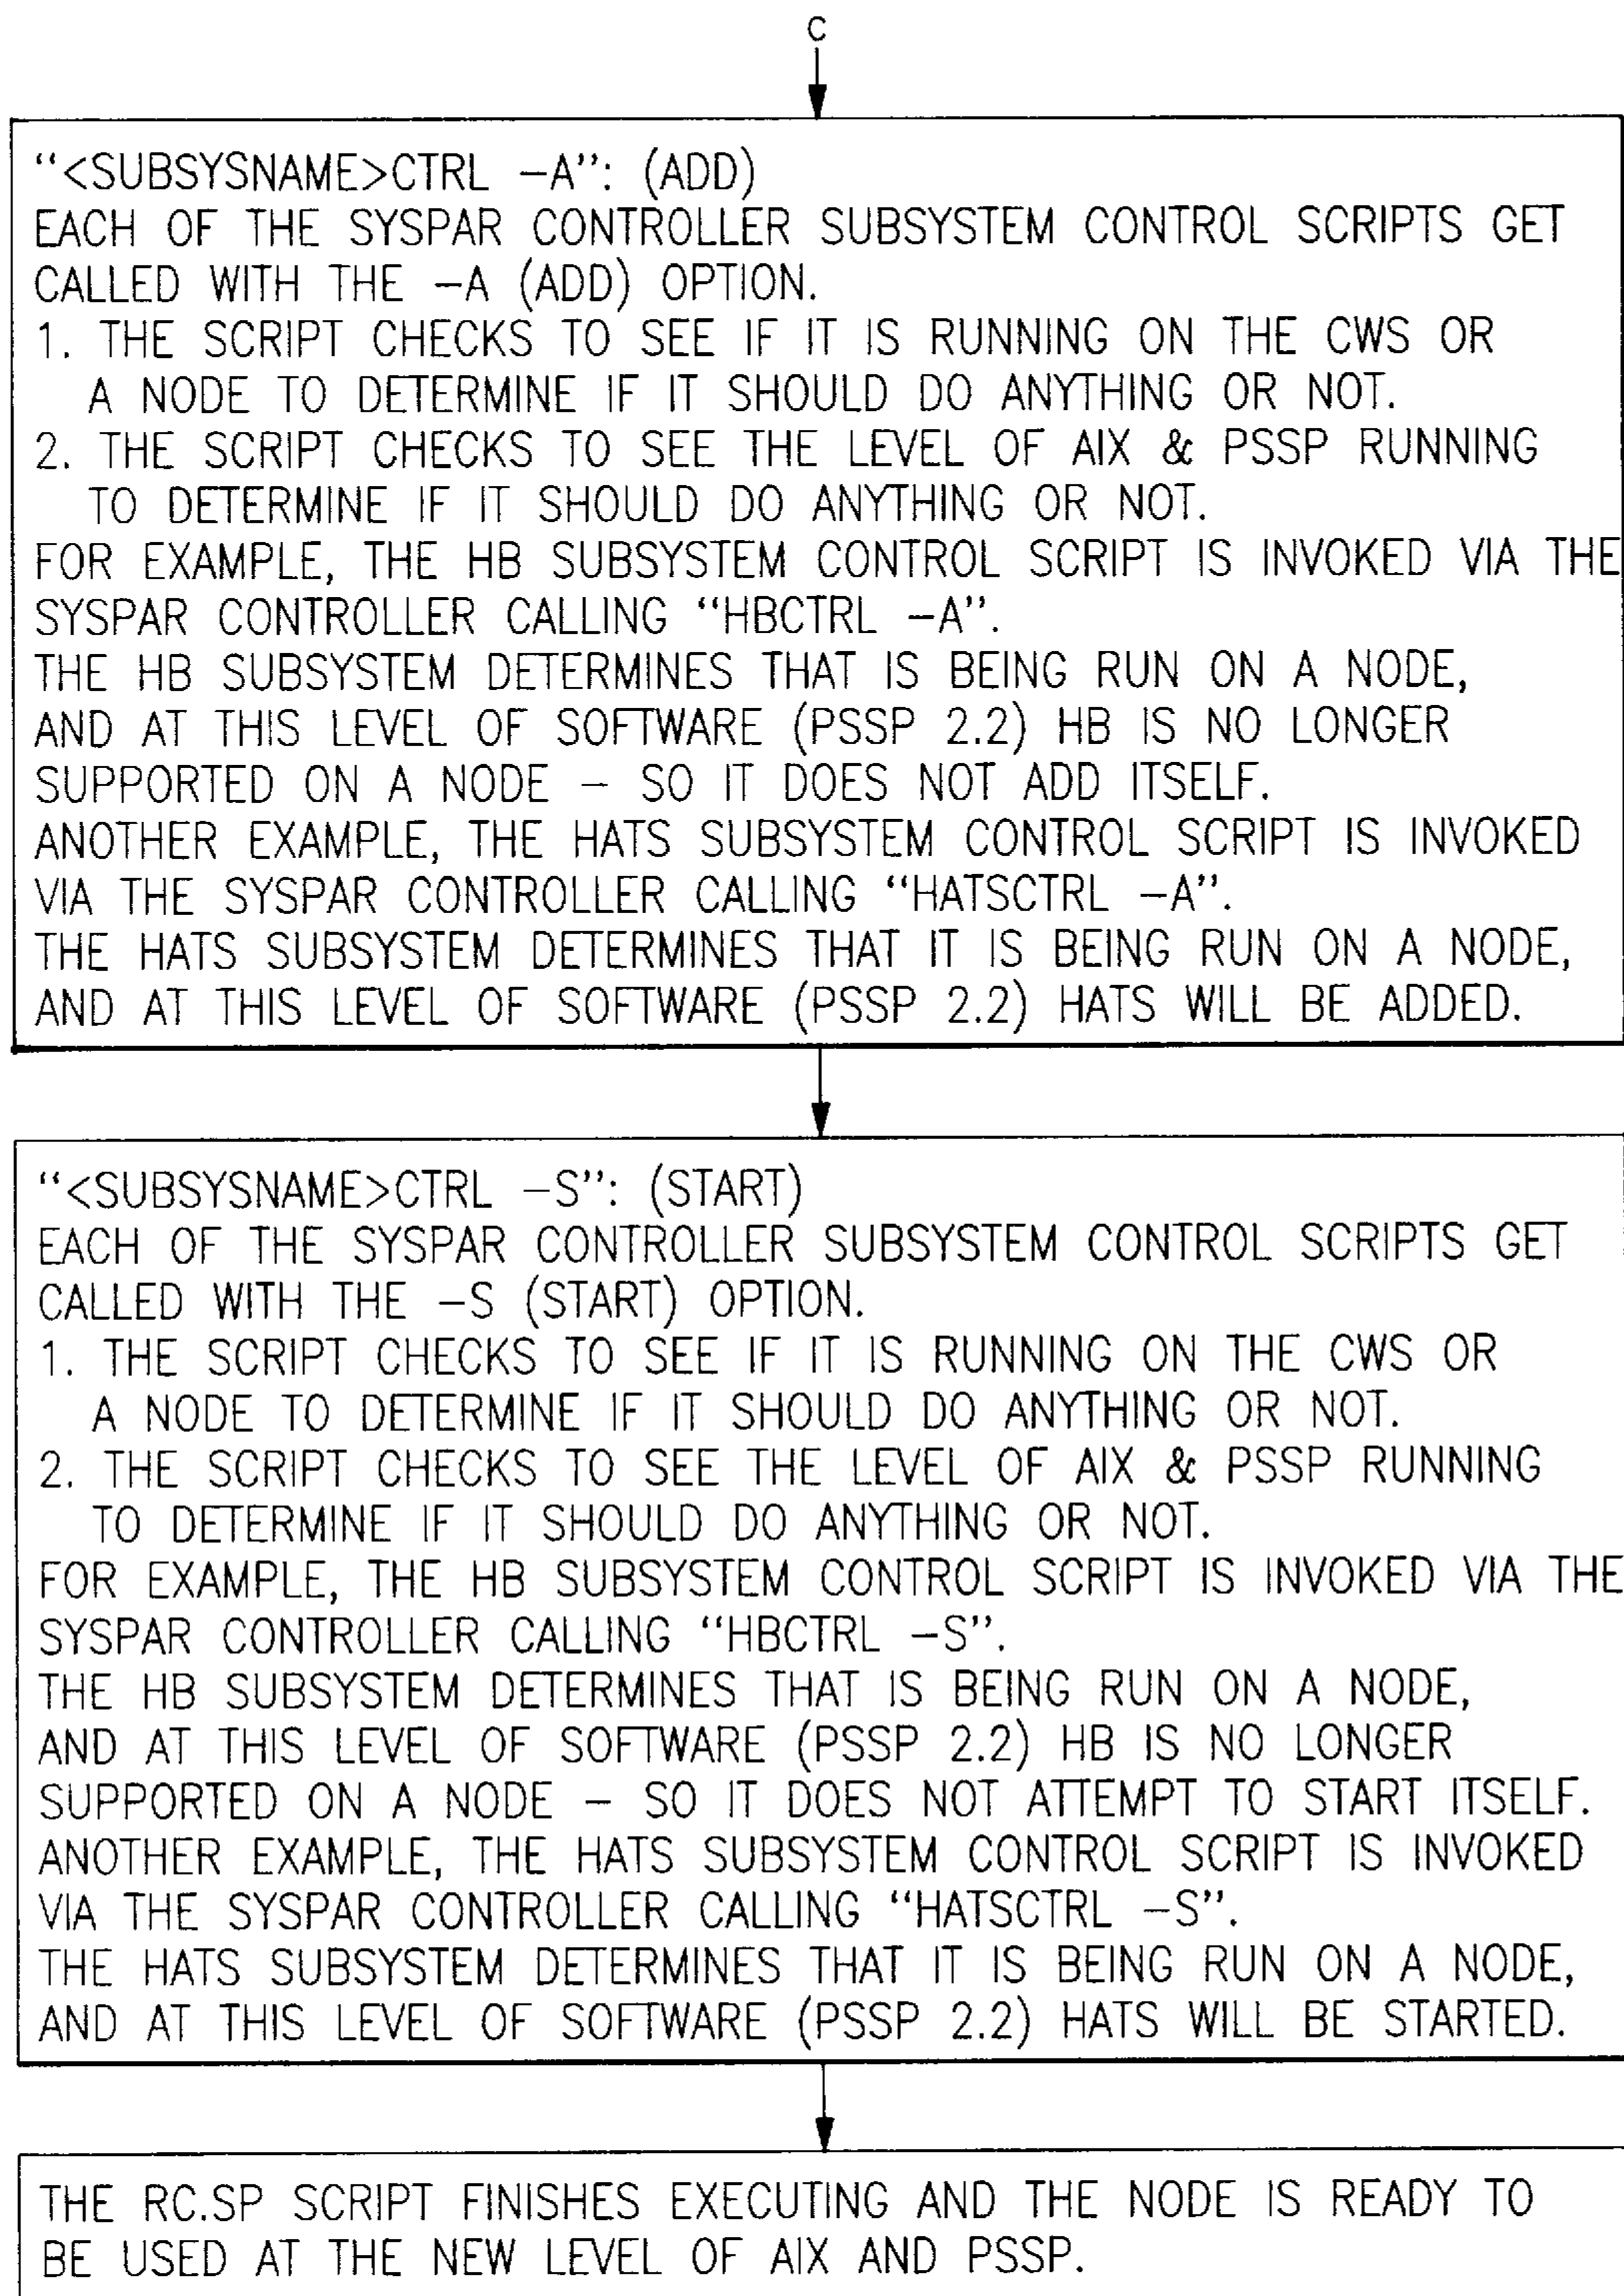 C
“<SUBSYSNAME>CTRL –A”: (ADD)
EACH OF THE SYSPAR CONTROLLER SUBSYSTEM CONTROL SCRIPTS GET
CALLED WITH THE –A (ADD) OPTION.
1. THE SCRIPT CHECKS TO SEE IF IT IS RUNNING ON THE CWS OR
A NODE TO DETERMINE IF IT SHOULD DO ANYTHING OR NOT.
2. THE SCRIPT CHECKS TO SEE THE LEVEL OF AIX & PSSP RUNNING
TO DETERMINE IF IT SHOULD DO ANYTHING OR NOT.
FOR EXAMPLE, THE HB SUBSYSTEM CONTROL SCRIPT IS INVOKED VIA THE
SYSPAR CONTROLLER CALLING “HBCTRL –A”.
THE HB SUBSYSTEM DETERMINES THAT IS BEING RUN ON A NODE,
AND AT THIS LEVEL OF SOFTWARE (PSSP 2.2) HB IS NO LONGER
SUPPORTED ON A NODE – SO IT DOES NOT ADD ITSELF.
ANOTHER EXAMPLE, THE HATS SUBSYSTEM CONTROL SCRIPT IS INVOKED
VIA THE SYSPAR CONTROLLER CALLING “HATSCTRL –A”.
THE HATS SUBSYSTEM DETERMINES THAT IT IS BEING RUN ON A NODE,
AND AT THIS LEVEL OF SOFTWARE (PSSP 2.2) HATS WILL BE ADDED.
“<SUBSYSNAME>CTRL –S”: (START)
EACH OF THE SYSPAR CONTROLLER SUBSYSTEM CONTROL SCRIPTS GET
CALLED WITH THE –S (START) OPTION.
1. THE SCRIPT CHECKS TO SEE IF IT IS RUNNING ON THE CWS OR
A NODE TO DETERMINE IF IT SHOULD DO ANYTHING OR NOT.
2. THE SCRIPT CHECKS TO SEE THE LEVEL OF AIX & PSSP RUNNING
TO DETERMINE IF IT SHOULD DO ANYTHING OR NOT.
FOR EXAMPLE, THE HB SUBSYSTEM CONTROL SCRIPT IS INVOKED VIA THE
SYSPAR CONTROLLER CALLING “HBCTRL –S”.
THE HB SUBSYSTEM DETERMINES THAT IS BEING RUN ON A NODE,
AND AT THIS LEVEL OF SOFTWARE (PSSP 2.2) HB IS NO LONGER
SUPPORTED ON A NODE – SO IT DOES NOT ATTEMPT TO START ITSELF.
ANOTHER EXAMPLE, THE HATS SUBSYSTEM CONTROL SCRIPT IS INVOKED
VIA THE SYSPAR CONTROLLER CALLING “HATSCTRL –S”.
THE HATS SUBSYSTEM DETERMINES THAT IT IS BEING RUN ON A NODE,
AND AT THIS LEVEL OF SOFTWARE (PSSP 2.2) HATS WILL BE STARTED.
THE RC.SP SCRIPT FINISHES EXECUTING AND THE NODE IS READY TO
BE USED AT THE NEW LEVEL OF AIX AND PSSP.